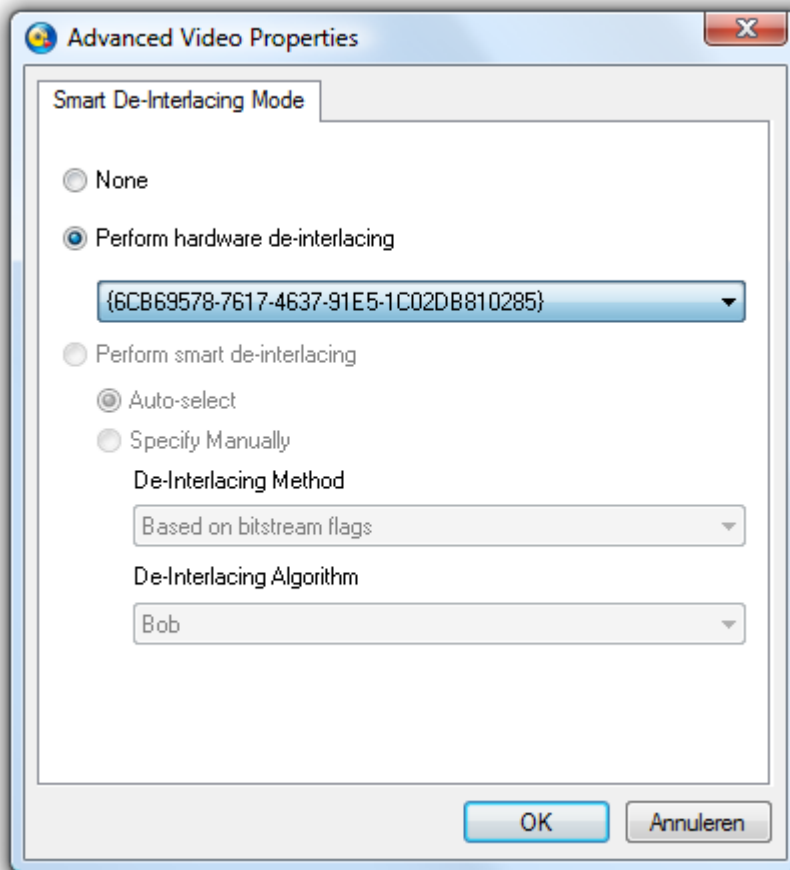 Advanced Video Properties
Smart De-Interlacing Mode
None
Perform hardware de-interlacing
{6CB69578-7617-4637-91E5-1C02DB810285}
Perform smart de-interlacing
Auto-select
Specify Manually
De-Interlacing Method
Based on bitstream flags
De-Interlacing Algorithm
Bob
OK
Annuleren